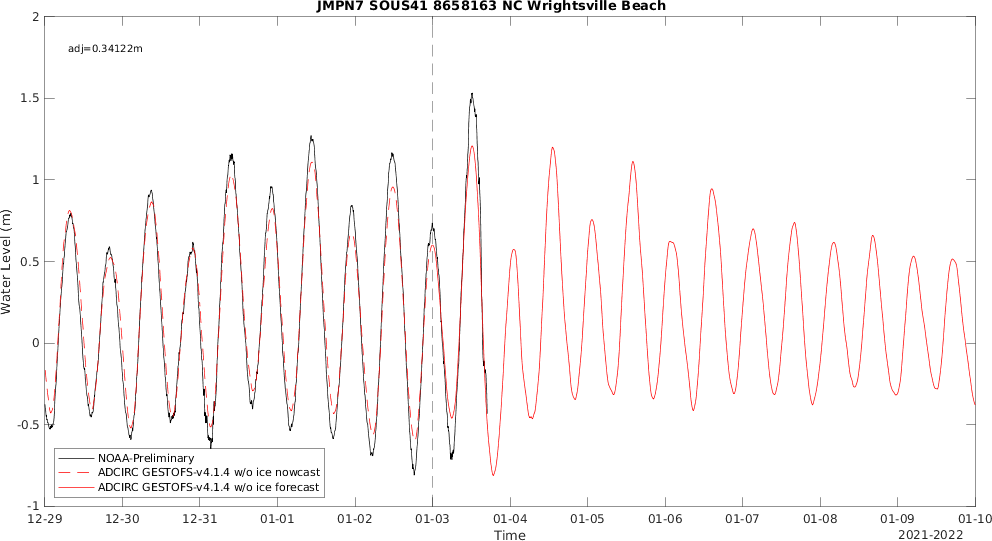 JMPN7 SOUS41 8658163 NC Wrightsville Beach
adj=0.34122m
2
1.5
1
0.5
0
-0.5
-1
Water Level (m)
NOAA-Preliminary
ADCIRC GESTOFS-v4.1.4 w/o ice nowcast
ADCIRC GESTOFS-v4.1.4 w/o ice forecast
12-29 12-30 12-31 01-01 01-02 01-03 01-04 01-05 01-06 01-07 01-08 01-09 01-10
Time
2021-2022